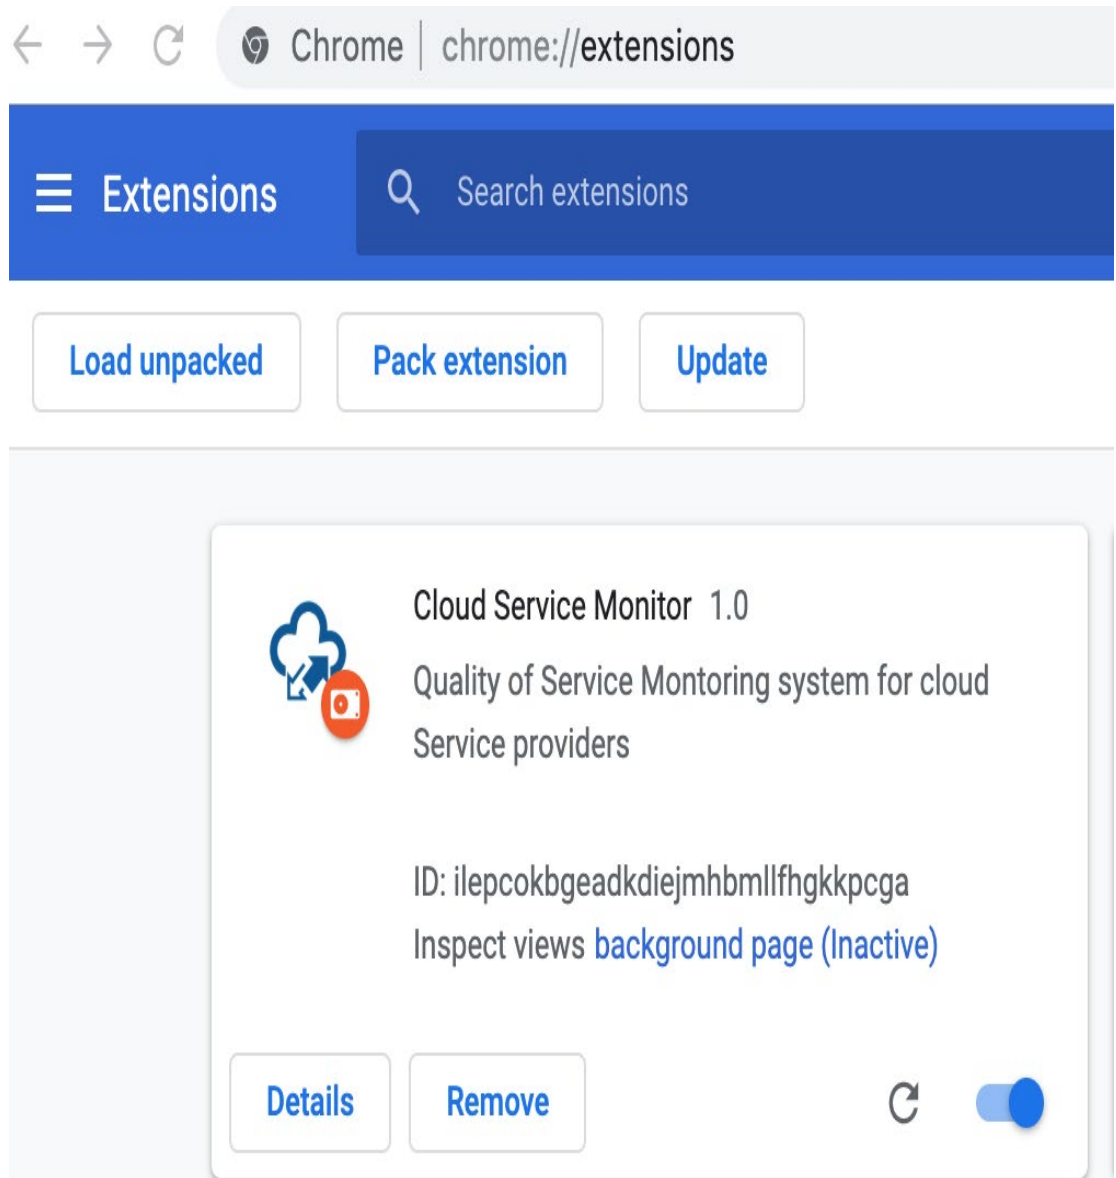 Chrome | chrome://extensions
Extensions
Search extensions
Load unpacked
Pack extension
Update
Cloud Service Monitor 1.0
Quality of Service Montoring system for cloud
Service providers
ID: ilepcokbgeadkdiejmhbmllfhgkkpcga
Inspect views background page (Inactive)
Details
Remove